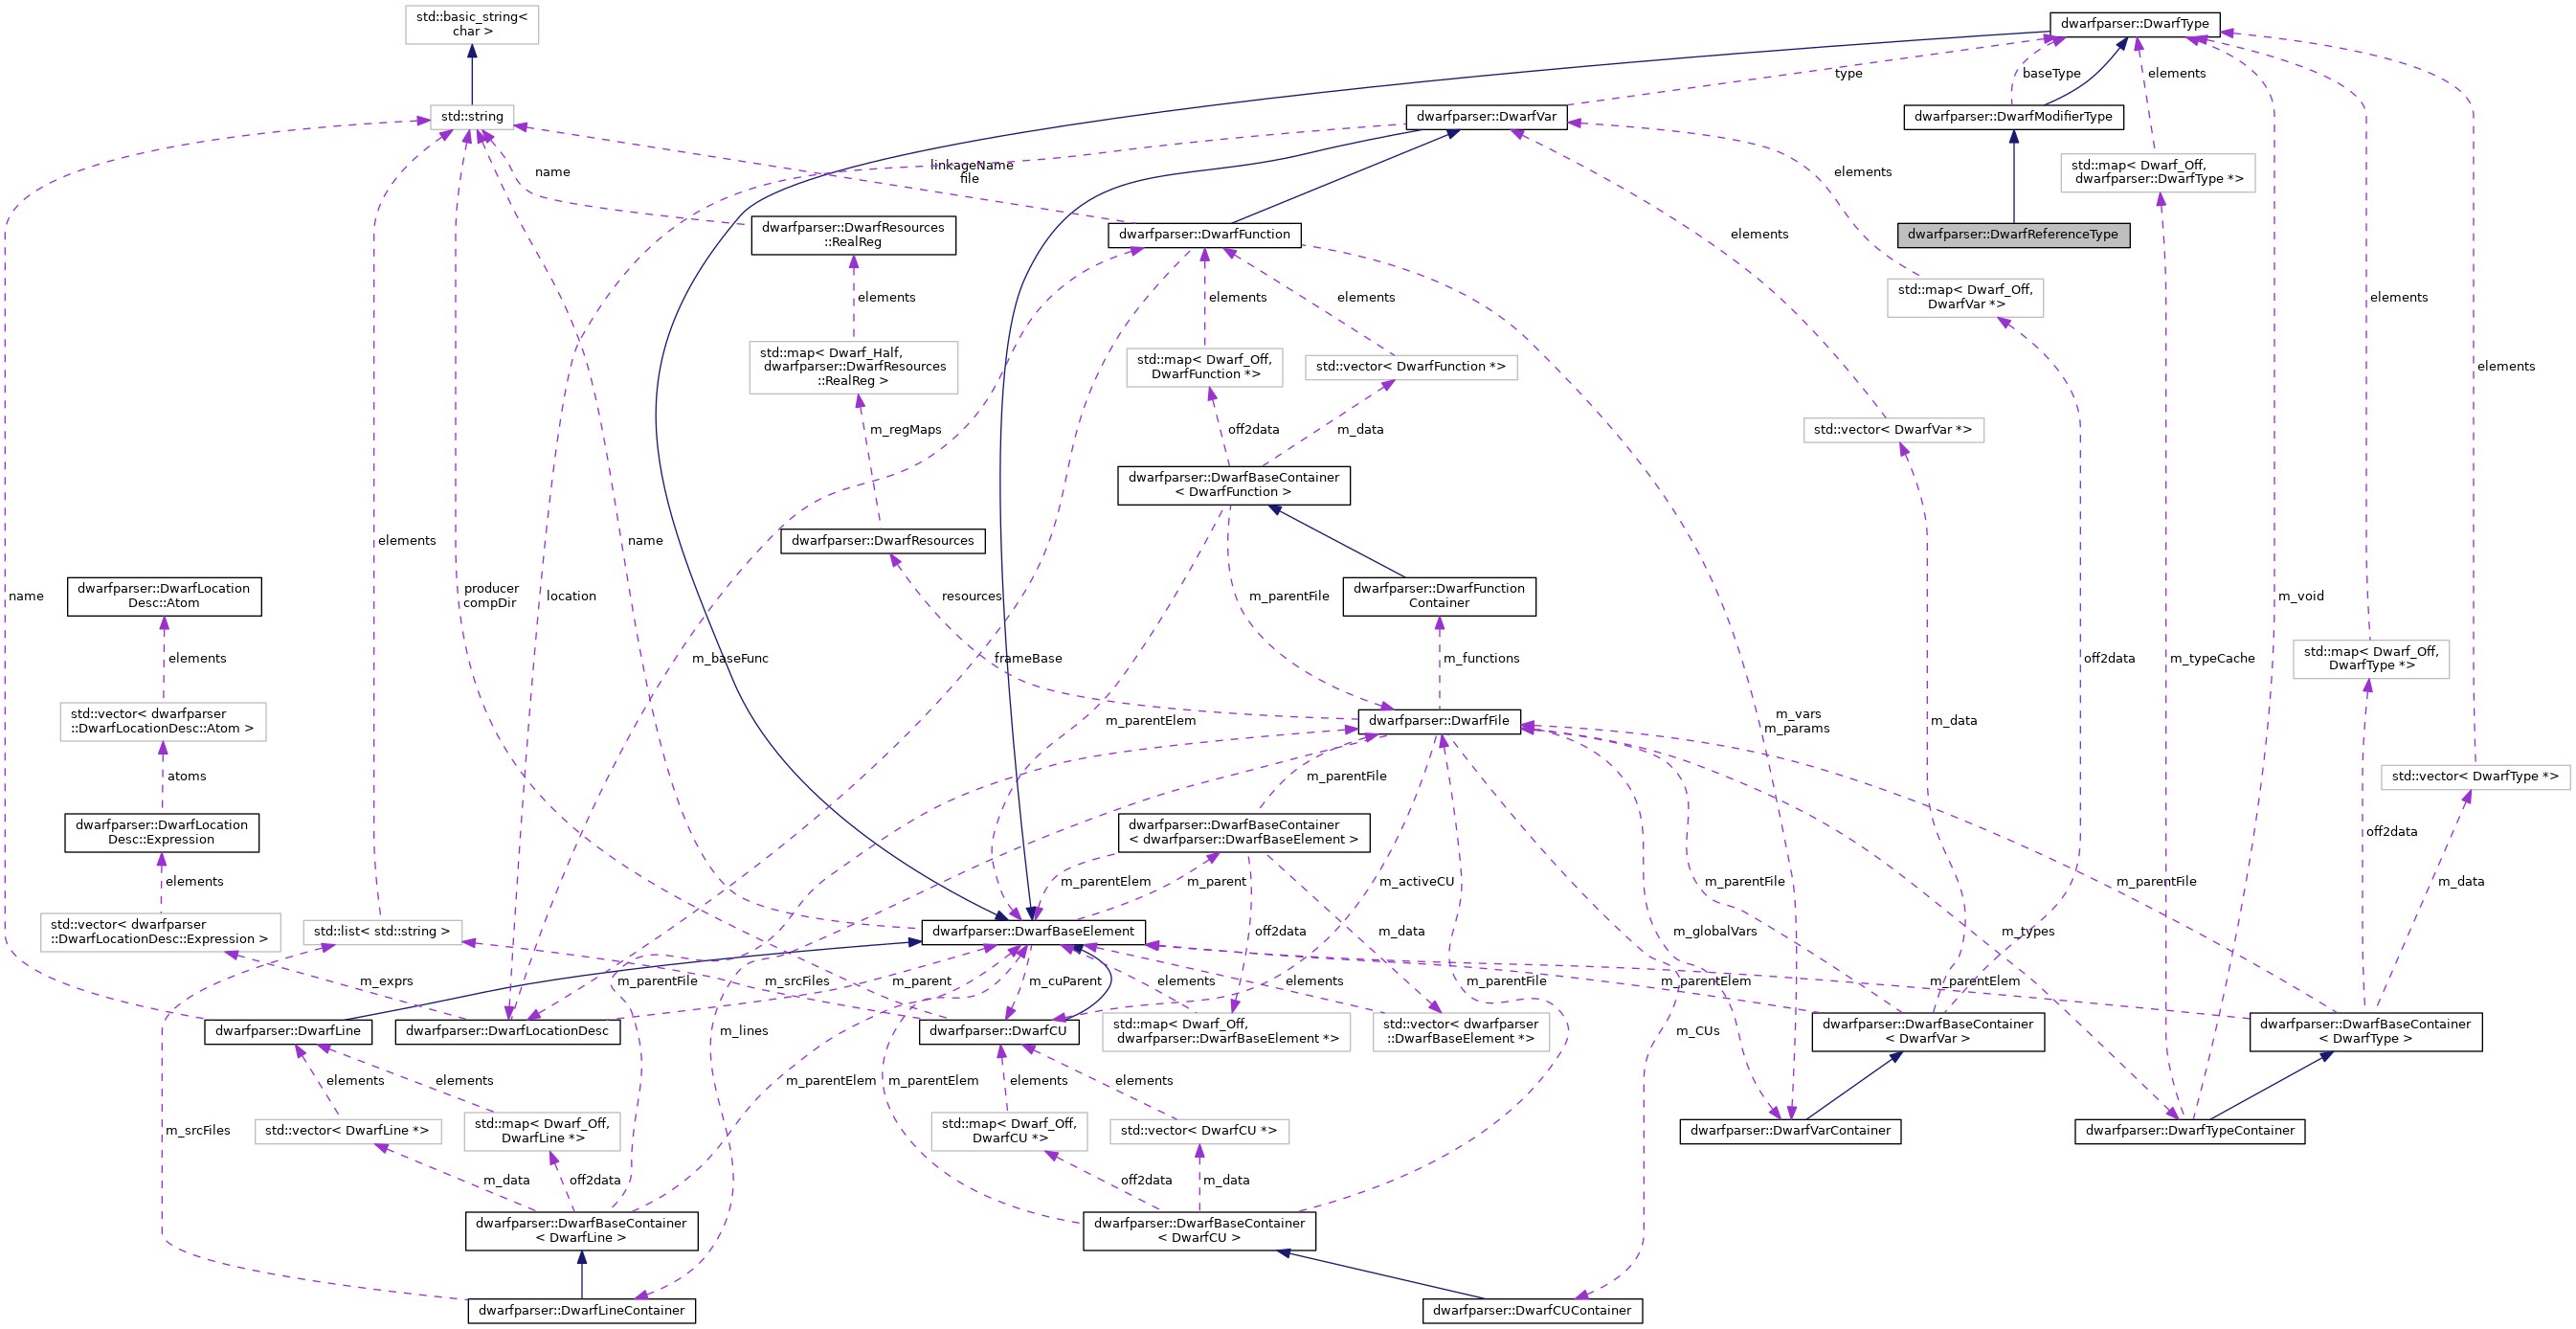 std::basic_string<
char >
dwarfparser::DwarfType
type
baseType
elements
std::string
dwarfparser::DwarfVar
dwarfparser::DwarfModifierType
name
linkageName
file
elements
std::map< Dwarf_Off,
dwarfparser::DwarfType *>
dwarfparser::DwarfResources
::RealReg
dwarfparser::DwarfFunction
elements
dwarfparser::DwarfReferenceType
elements
elements
elements
std::map< Dwarf_Off,
DwarfVar *>
elements
std::map< Dwarf_Half,
dwarfparser::DwarfResources
::RealReg >
std::map< Dwarf_Off,
DwarfFunction *>
std::vector< DwarfFunction *>
elements
m_regMaps
off2data
m_data
std::vector< DwarfVar *>
dwarfparser::DwarfBaseContainer
< DwarfFunction >
elements
name
dwarfparser::DwarfResources
dwarfparser::DwarfLocation
Desc::Atom
name
producer
compDir
location
resources
m_parentFile
dwarfparser::DwarfFunction
Container
m_void
elements
m_baseFunc
frameBase
m_functions
off2data
m_typeCache
std::map< Dwarf_Off,
DwarfType *>
std::vector< dwarfparser
::DwarfLocationDesc::Atom >
m_parentElem
dwarfparser::DwarfFile
m_vars
m_params
m_data
atoms
m_parentFile
std::vector< DwarfType *>
dwarfparser::DwarfLocation
Desc::Expression
dwarfparser::DwarfBaseContainer
< dwarfparser::DwarfBaseElement >
off2data
elements
m_parentElem
m_parent
m_activeCU
m_parentFile
m_parentFile
m_data
std::vector< dwarfparser
::DwarfLocationDesc::Expression >
std::list< std::string >
dwarfparser::DwarfBaseElement
off2data
m_data
m_globalVars
m_types
m_exprs
m_parentFile
m_srcFiles
m_parent
m_cuParent
elements
elements
m_parentFile
m_parentElem
m_parentElem
dwarfparser::DwarfLine
dwarfparser::DwarfLocationDesc
m_lines
dwarfparser::DwarfCU
std::map< Dwarf_Off,
dwarfparser::DwarfBaseElement *>
std::vector< dwarfparser
::DwarfBaseElement *>
m_CUs
dwarfparser::DwarfBaseContainer
< DwarfVar >
dwarfparser::DwarfBaseContainer
< DwarfType >
elements
elements
m_parentElem
m_parentElem
elements
elements
m_srcFiles
std::vector< DwarfLine *>
std::map< Dwarf_Off,
DwarfLine *>
std::map< Dwarf_Off,
DwarfCU *>
std::vector< DwarfCU *>
dwarfparser::DwarfVarContainer
dwarfparser::DwarfTypeContainer
m_data
off2data
off2data
m_data
dwarfparser::DwarfBaseContainer
< DwarfLine >
dwarfparser::DwarfBaseContainer
< DwarfCU >
dwarfparser::DwarfLineContainer
dwarfparser::DwarfCUContainer